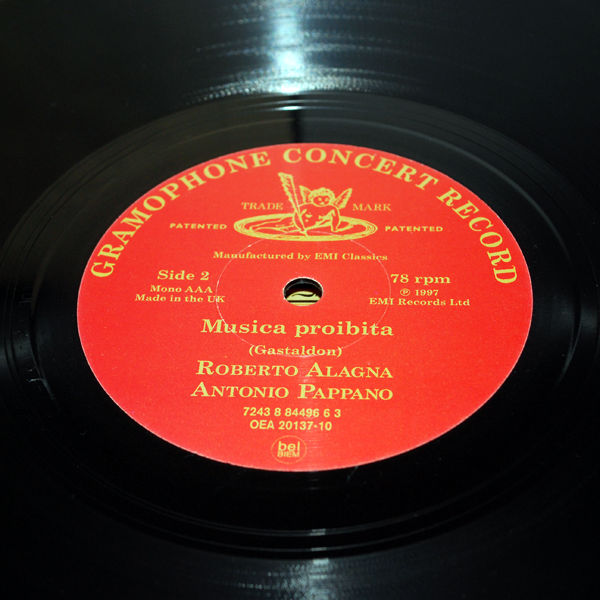 GRAMOPHONE CONCERT RECORD
TRADE MARK
PATENTED PATENTED
Manufactured by EMI Classics
Side 2 78 rpm
Mono AAA ℗ 1997
Made in the UK EMI Records Ltd
Musica proibita
(Gastaldon)
ROBERTO ALAGNA
ANTONIO PAPPANO
7243 8 84496 6 3
OEA 20137-10
bel
BIEM